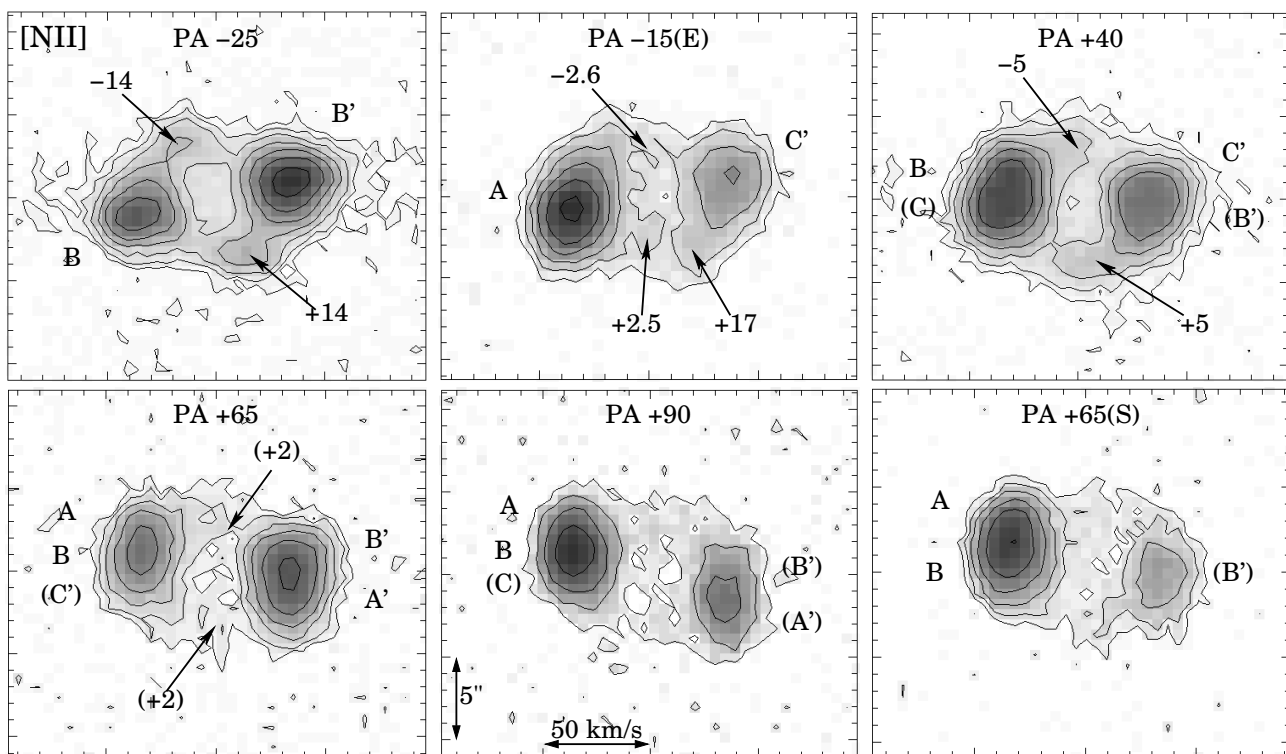 [NII]
PA −25
−14
B'
B
+14
PA −15(E)
−2.6
C'
A
+2.5
+17
PA +40
−5
B
(C)
C'
(B')
+5
PA +65
(+2)
A
B
(C')
B'
A'
(+2)
PA +90
A
B
(C)
(B')
(A')
5"
50 km/s
PA +65(S)
A
B
(B')